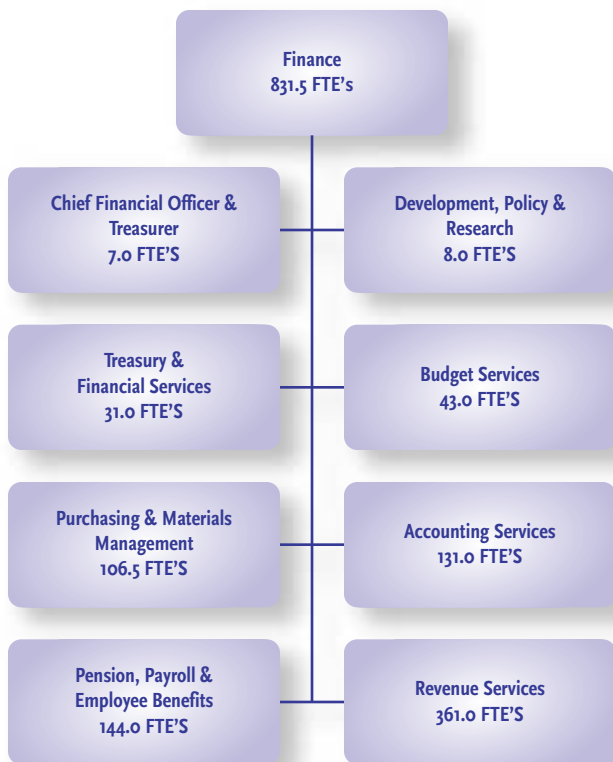 Finance
831.5 FTE's
Chief Financial Officer &
Treasurer
7.0 FTE'S
Development, Policy &
Research
8.0 FTE'S
Treasury &
Financial Services
31.0 FTE'S
Budget Services
43.0 FTE'S
Purchasing & Materials
Management
106.5 FTE'S
Accounting Services
131.0 FTE'S
Pension, Payroll &
Employee Benefits
144.0 FTE'S
Revenue Services
361.0 FTE'S